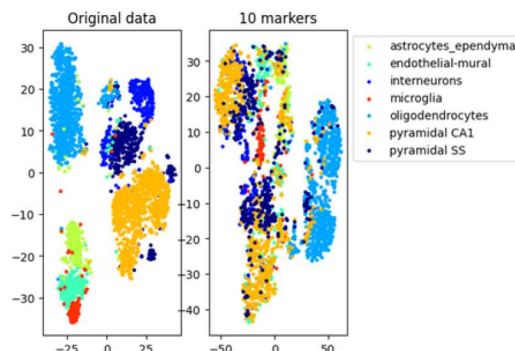 Original data
10 markers
30
20
10
0
−10
−20
−30
−25
0
25
30
20
10
0
−10
−20
−30
−40
−50
0
50
astrocytes_ependymal
endothelial-mural
interneurons
microglia
oligodendrocytes
pyramidal CA1
pyramidal SS